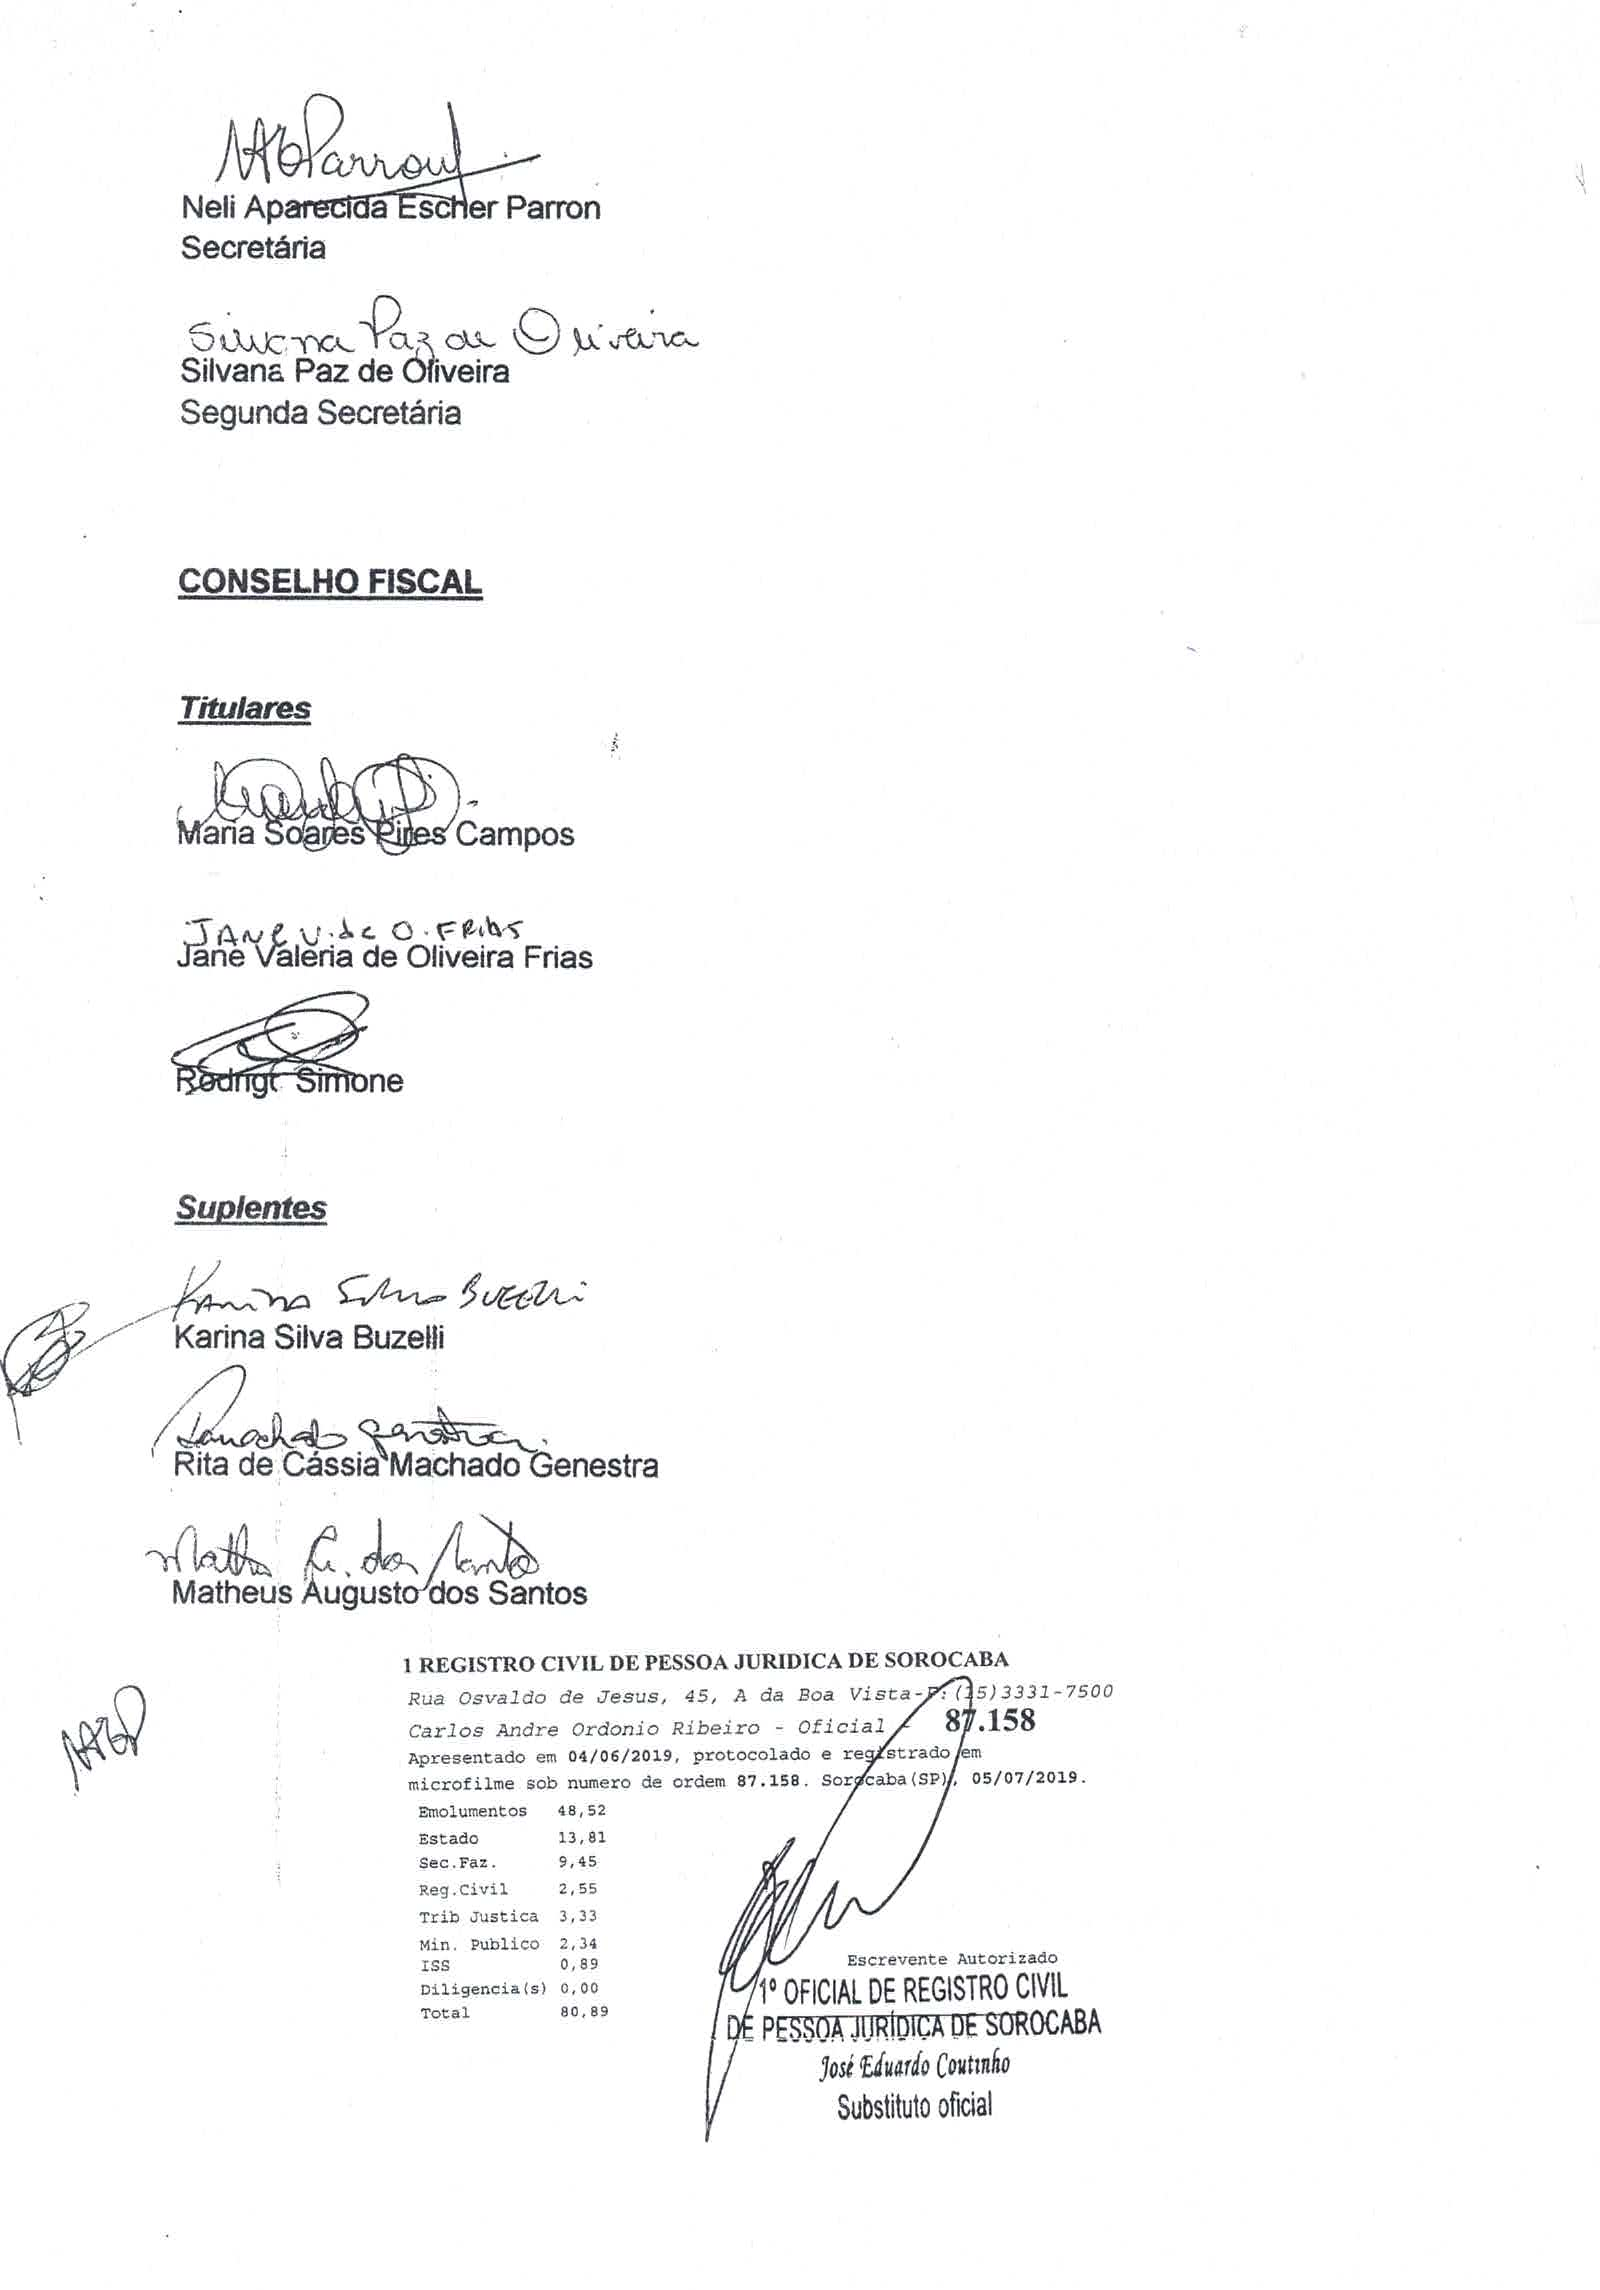 NAEParron
Neli Aparecida Escher Parron
Secretária
Silvana Paz de Oliveira
Silvana Paz de Oliveira
Segunda Secretária
CONSELHO FISCAL
Titulares
Maria Soares Pires Campos
JANE V. de O. FRIAS
Jane Valéria de Oliveira Frias
Simone
Suplentes
Karina Silva Buzelli
Karina Silva Buzelli
Machado Genestra
Rita de Cássia Machado Genestra
dos Santos
Matheus Augusto dos Santos
1 REGISTRO CIVIL DE PESSOA JURIDICA DE SOROCABA
Rua Osvaldo de Jesus, 45, A da Boa Vista-F:(15)3331-7500
Carlos Andre Ordonio Ribeiro - Oficial - 87.158
Apresentado em 04/06/2019, protocolado e registrado em
microfilme sob numero de ordem 87.158. Sorocaba(SP), 05/07/2019.
Emolumentos 48,52
Estado 13,81
Sec.Faz. 9,45
Reg.Civil 2,55
Trib Justica 3,33
Min. Publico 2,34
ISS 0,89
Diligencia(s) 0,00
Total 80,89
NAEP
Escrevente Autorizado
1º OFICIAL DE REGISTRO CIVIL
DE PESSOA JURÍDICA DE SOROCABA
José Eduardo Coutinho
Substituto oficial